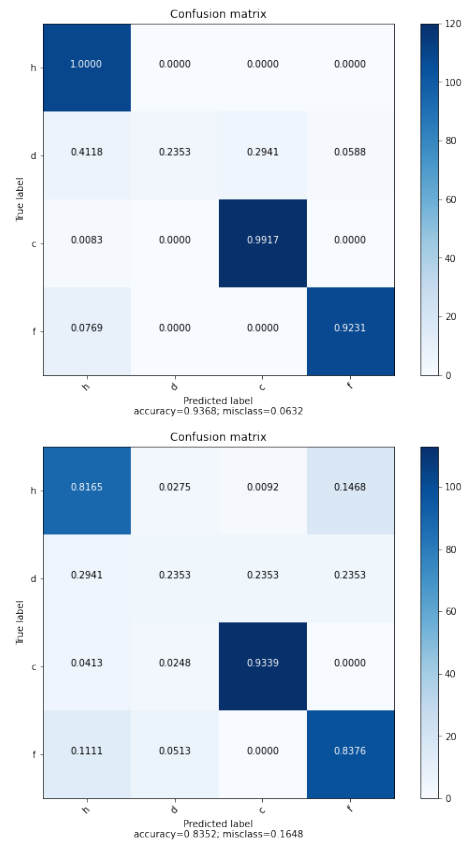 Confusion matrix
h 1.0000 0.0000 0.0000 0.0000
d 0.4118 0.2353 0.2941 0.0588
c 0.0083 0.0000 0.9917 0.0000
f 0.0769 0.0000 0.0000 0.9231
True label
h d c f
Predicted label
accuracy=0.9368; misclass=0.0632
120
100
80
60
40
20
0
Confusion matrix
h 0.8165 0.0275 0.0092 0.1468
d 0.2941 0.2353 0.2353 0.2353
c 0.0413 0.0248 0.9339 0.0000
f 0.1111 0.0513 0.0000 0.8376
True label
h d c f
Predicted label
accuracy=0.8352; misclass=0.1648
100
80
60
40
20
0